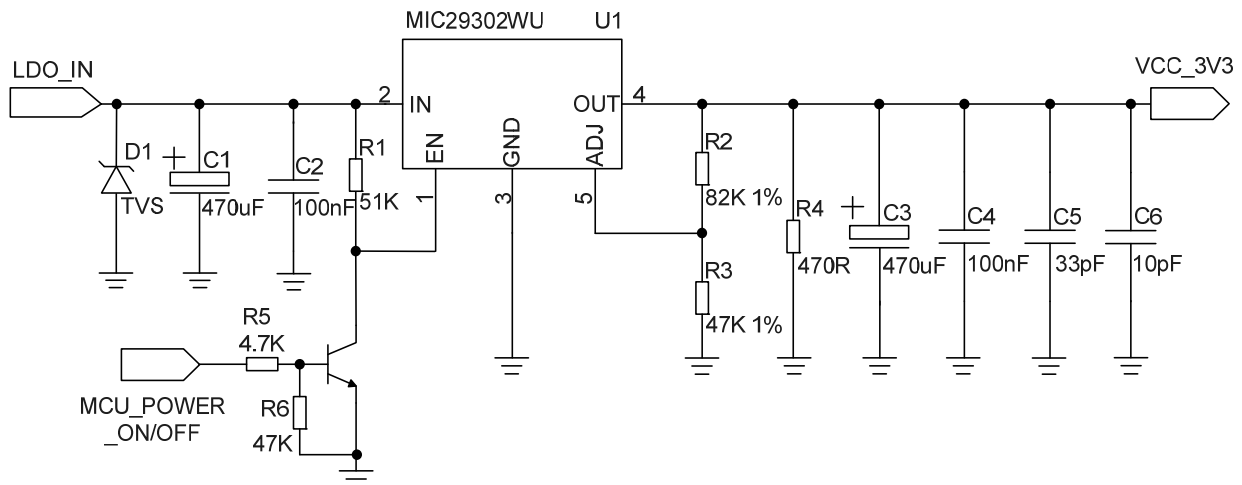 MIC29302WU U1
LDO_IN
VCC_3V3
2 IN
OUT 4
EN
GND
ADJ
1
3
5
D1
TVS
C1
470uF
C2
100nF
R1
51K
R2
82K 1%
R3
47K 1%
R4
470R
C3
470uF
C4
100nF
C5
33pF
C6
10pF
R5
4.7K
MCU_POWER
_ON/OFF
R6
47K